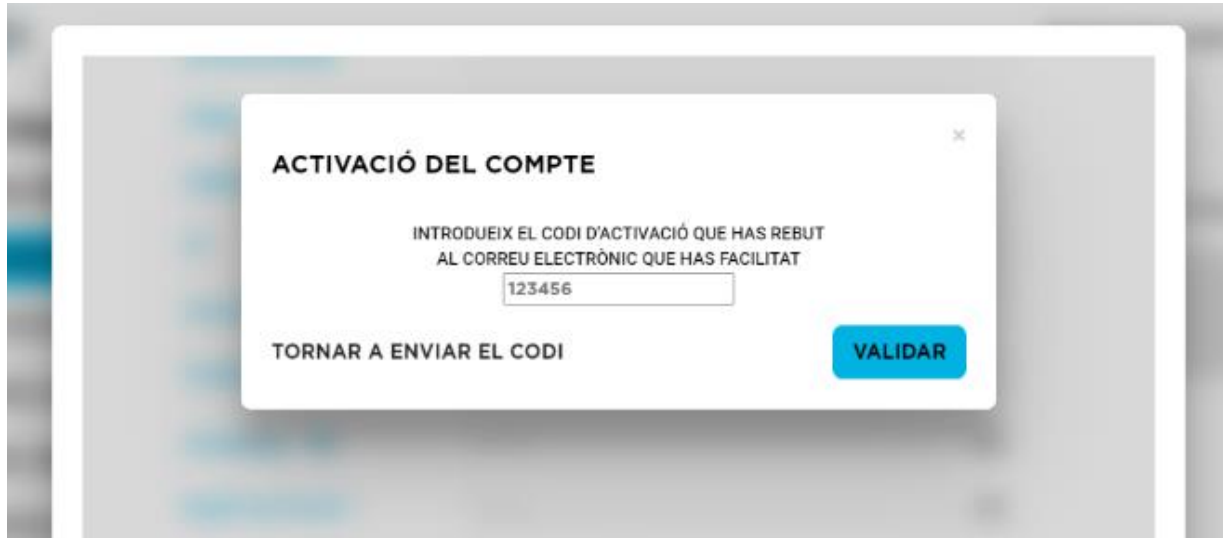 ×
ACTIVACIÓ DEL COMPTE
INTRODUEIX EL CODI D'ACTIVACIÓ QUE HAS REBUT
AL CORREU ELECTRÒNIC QUE HAS FACILITAT
123456
TORNAR A ENVIAR EL CODI
VALIDAR